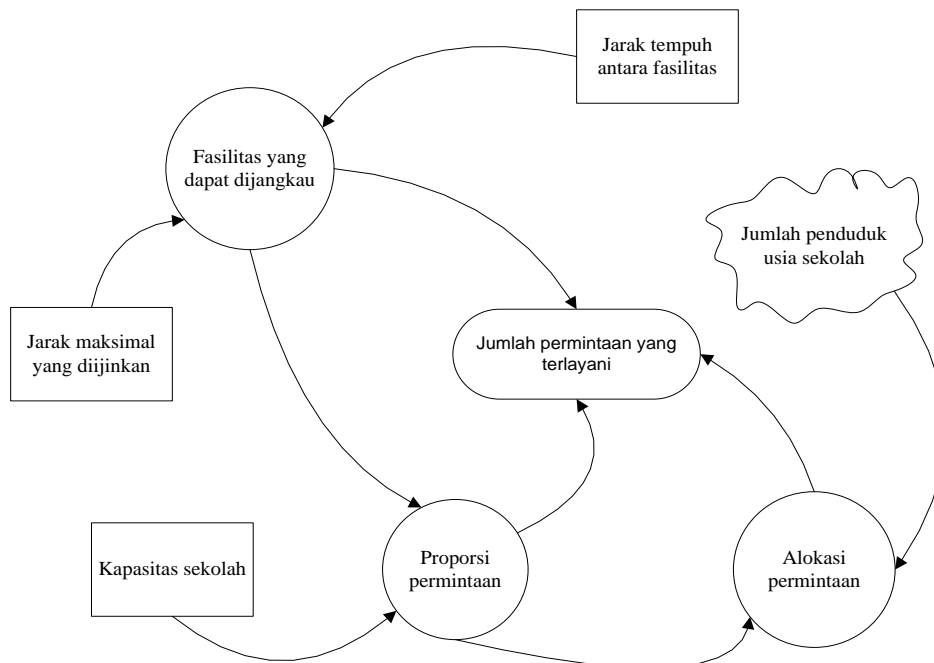 Jarak tempuh
antara fasilitas
Fasilitas yang
dapat dijangkau
Jumlah penduduk
usia sekolah
Jarak maksimal
yang diijinkan
Jumlah permintaan yang
terlayani
Kapasitas sekolah
Proporsi
permintaan
Alokasi
permintaan